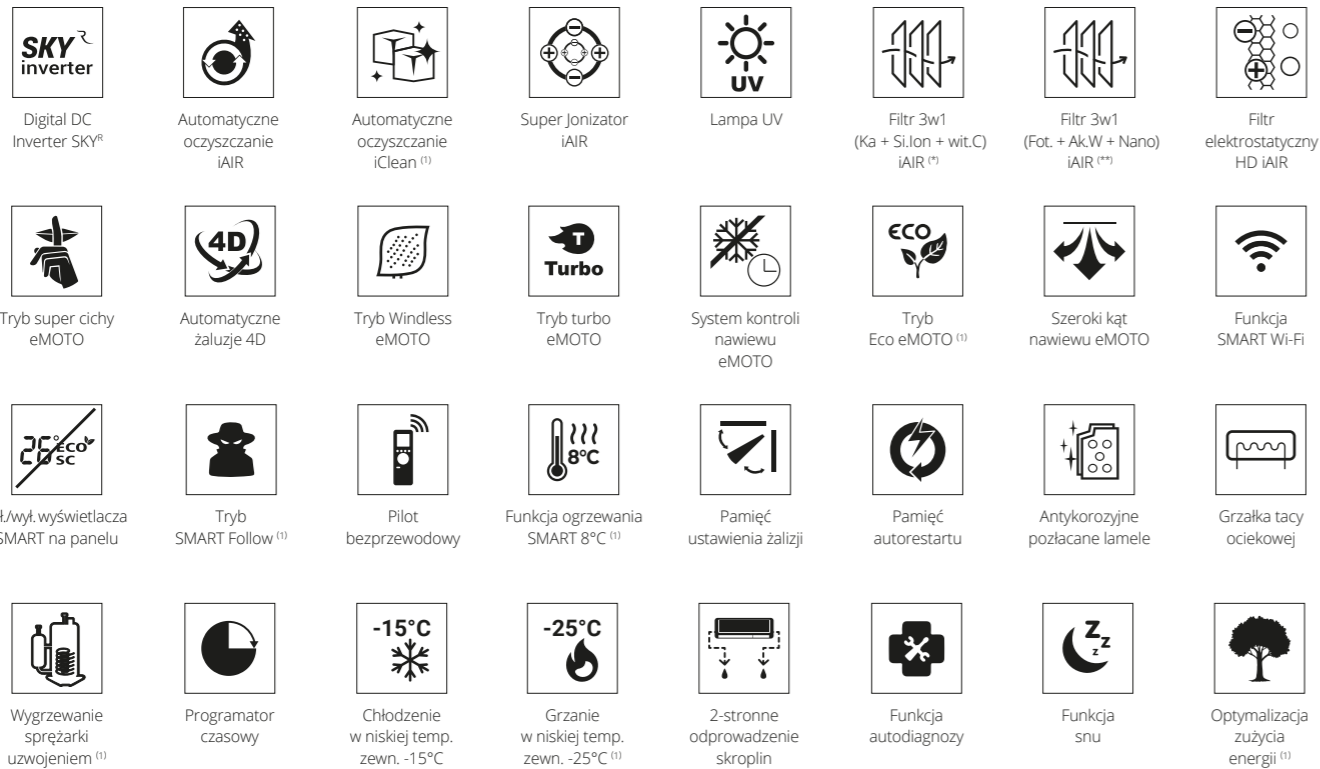 SKY R
inverter
Digital DC
Inverter SKYᴿ
Automatyczne
oczyszczanie
iAIR
Automatyczne
oczyszczanie
iClean (1)
Super Jonizator
iAIR
UV
Lampa UV
Filtr 3w1
(Ka + Si.Ion + wit.C)
iAIR (*)
Filtr 3w1
(Fot. + Ak.W + Nano)
iAIR (**)
Filtr
elektrostatyczny
HD iAIR
Tryb super cichy
eMOTO
4D
Automatyczne
żaluzje 4D
Tryb Windless
eMOTO
T
Turbo
Tryb turbo
eMOTO
System kontroli
nawiewu
eMOTO
ECO
Tryb
Eco eMOTO (1)
Szeroki kąt
nawiewu eMOTO
Funkcja
SMART Wi-Fi
26° ECO
SC
ł./wył. wyświetlacza
SMART na panelu
Tryb
SMART Follow (1)
Pilot
bezprzewodowy
8°C
Funkcja ogrzewania
SMART 8°C (1)
Pamięć
ustawienia żalizji
Pamięć
autorestartu
Antykorozyjne
pozłacane lamele
Grzałka tacy
ociekowej
Wygrzewanie
sprężarki
uzwojeniem (1)
Programator
czasowy
-15°C
Chłodzenie
w niskiej temp.
zewn. -15°C
-25°C
Grzanie
w niskiej temp.
zewn. -25°C (1)
2-stronne
odprowadzenie
skroplin
Funkcja
autodiagnozy
Z z z
Funkcja
snu
Optymalizacja
zużycia
energii (1)